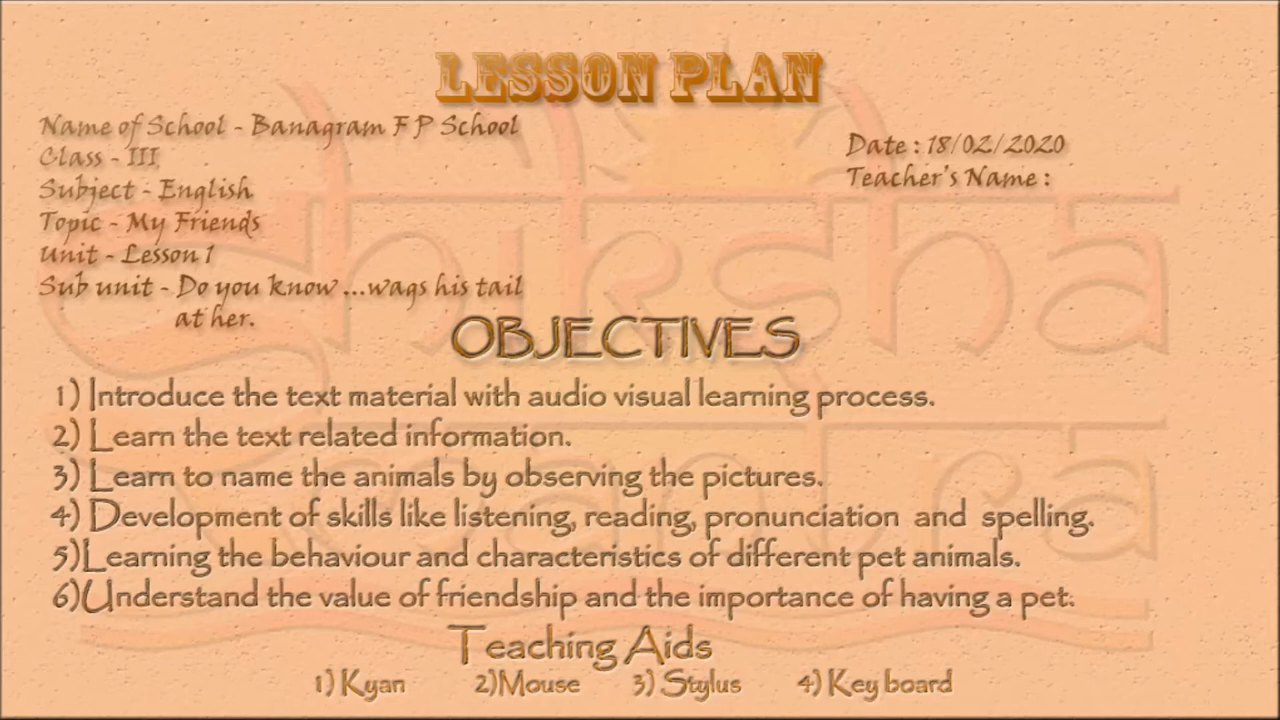 LESSON PLAN
Name of School - Banagram F P School
Class - III
Subject - English
Topic - My Friends
Unit - Lesson 1
Sub unit - Do you know ...wags his tail
at her.
Date : 18/02/2020
Teacher's Name :
OBJECTIVES
1) Introduce the text material with audio visual learning process.
2) Learn the text related information.
3) Learn to name the animals by observing the pictures.
4) Development of skills like listening, reading, pronunciation and spelling.
5)Learning the behaviour and characteristics of different pet animals.
6)Understand the value of friendship and the importance of having a pet.
Teaching Aids
1) Kyan 2)Mouse 3) Stylus 4) Key board
Shiksha
Mantra